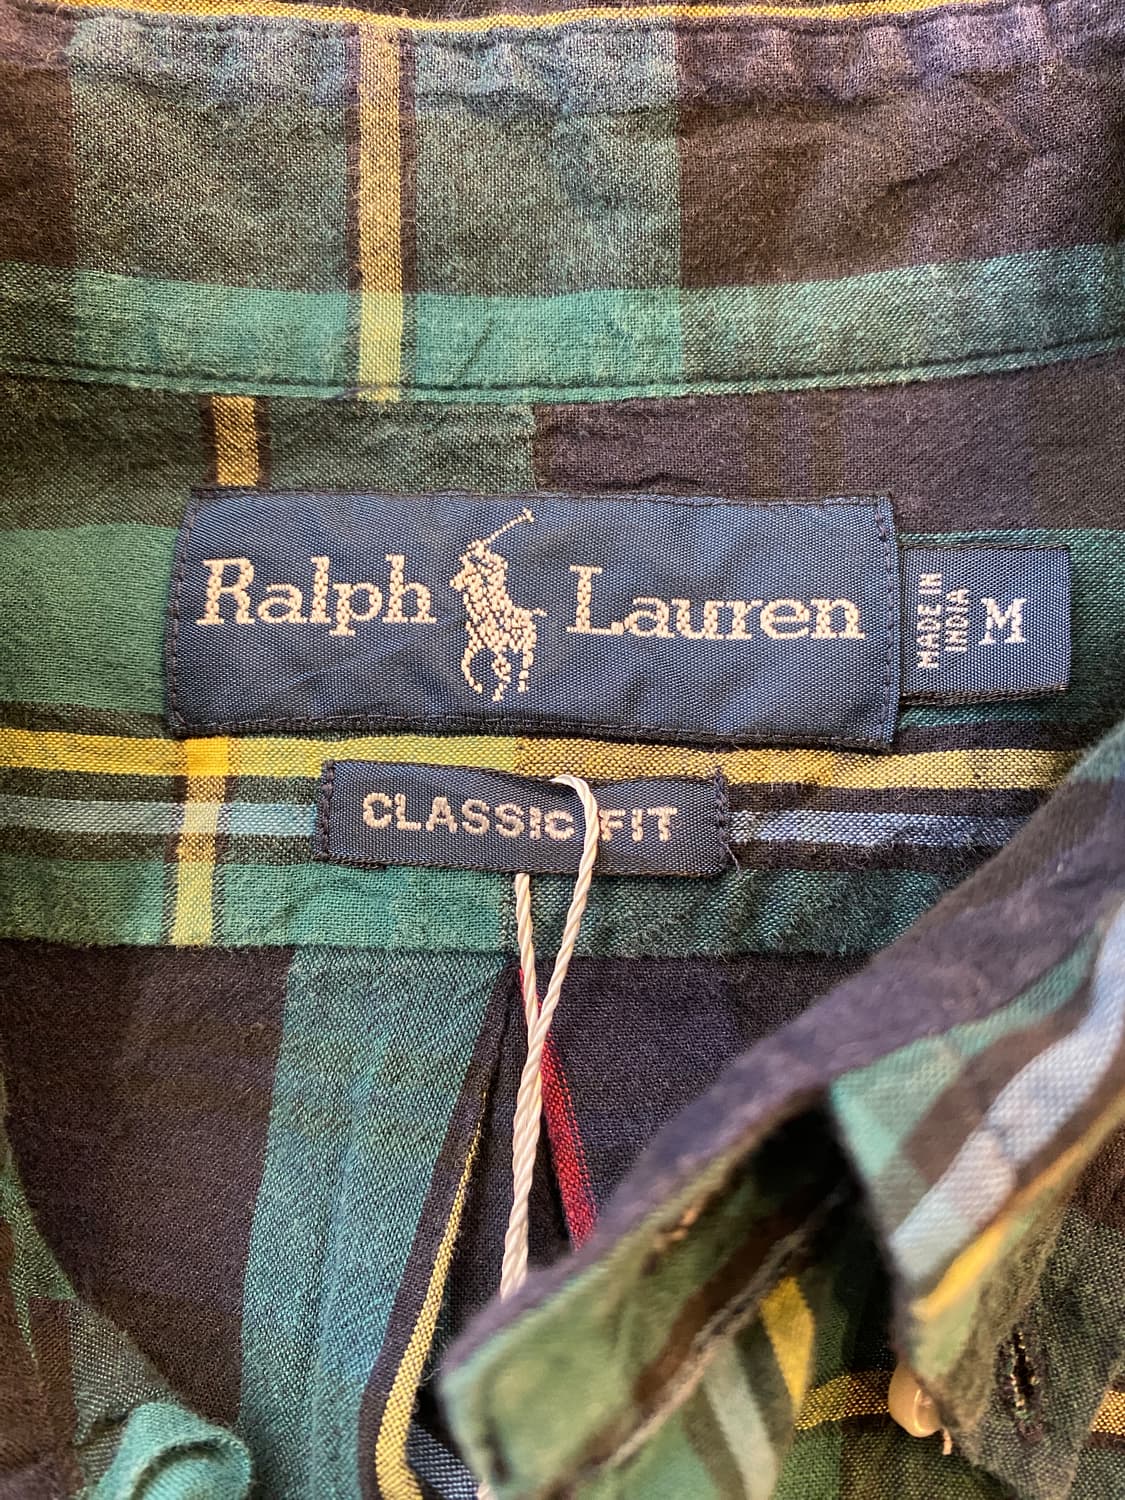 Ralph Lauren
MADE IN
INDIA
M
CLASSIC FIT